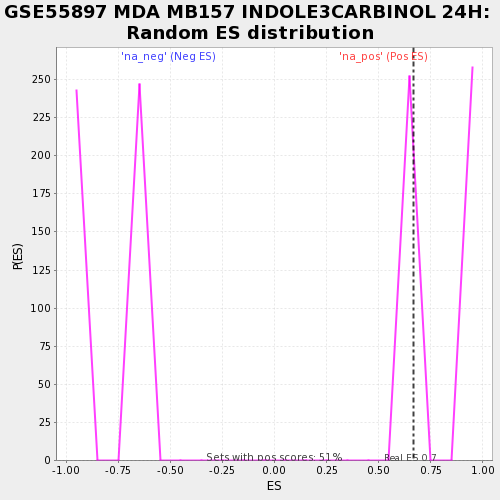 GSE55897 MDA MB157 INDOLE3CARBINOL 24H:
Random ES distribution
'na_neg' (Neg ES)
'na_pos' (Pos ES)
250
225
200
175
150
125
100
75
50
25
0
P(ES)
Sets with pos scores: 51%
Real ES 0.7
-1.00 -0.75 -0.50 -0.25 0.00 0.25 0.50 0.75 1.00
ES